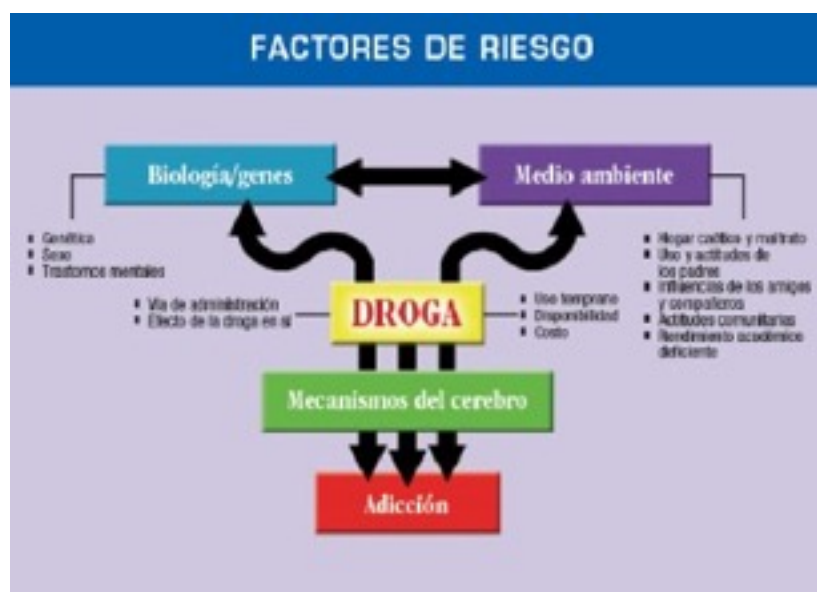 FACTORES DE RIESGO
Biología/genes
Medio ambiente
Genética
Sexo
Trastornos mentales
Hogar caótico y maltrato
Uso y actitudes de
los padres
Influencias de los amigos
y compañeros
Actitudes comunitarias
Rendimiento académico
deficiente
Vía de administración
Efecto de la droga en sí
DROGA
Uso temprano
Disponibilidad
Costo
Mecanismos del cerebro
Adicción